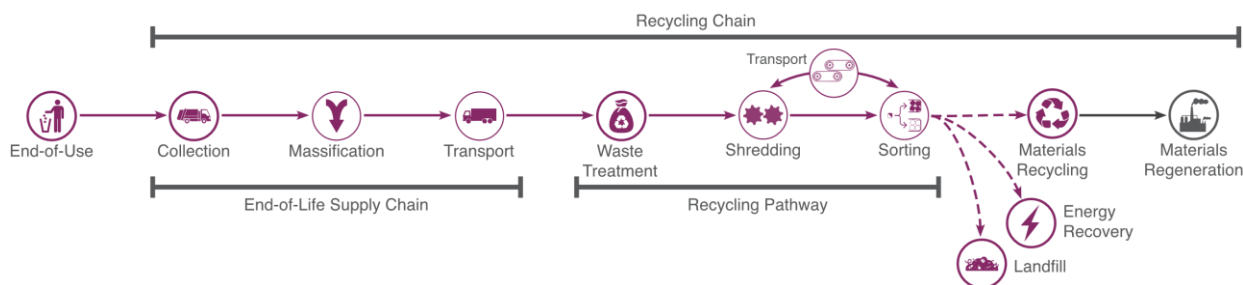 Recycling Chain
Transport
End-of-Use
Collection
Massification
Transport
Waste
Treatment
Shredding
Sorting
Materials
Recycling
Materials
Regeneration
End-of-Life Supply Chain
Recycling Pathway
Energy
Recovery
Landfill